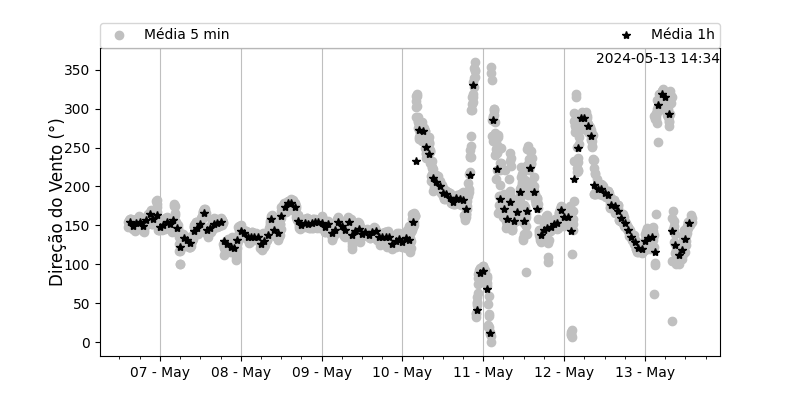 Média 5 min
Média 1h
2024-05-13 14:34
Direção do Vento (°)
350
300
250
200
150
100
50
0
07 - May
08 - May
09 - May
10 - May
11 - May
12 - May
13 - May